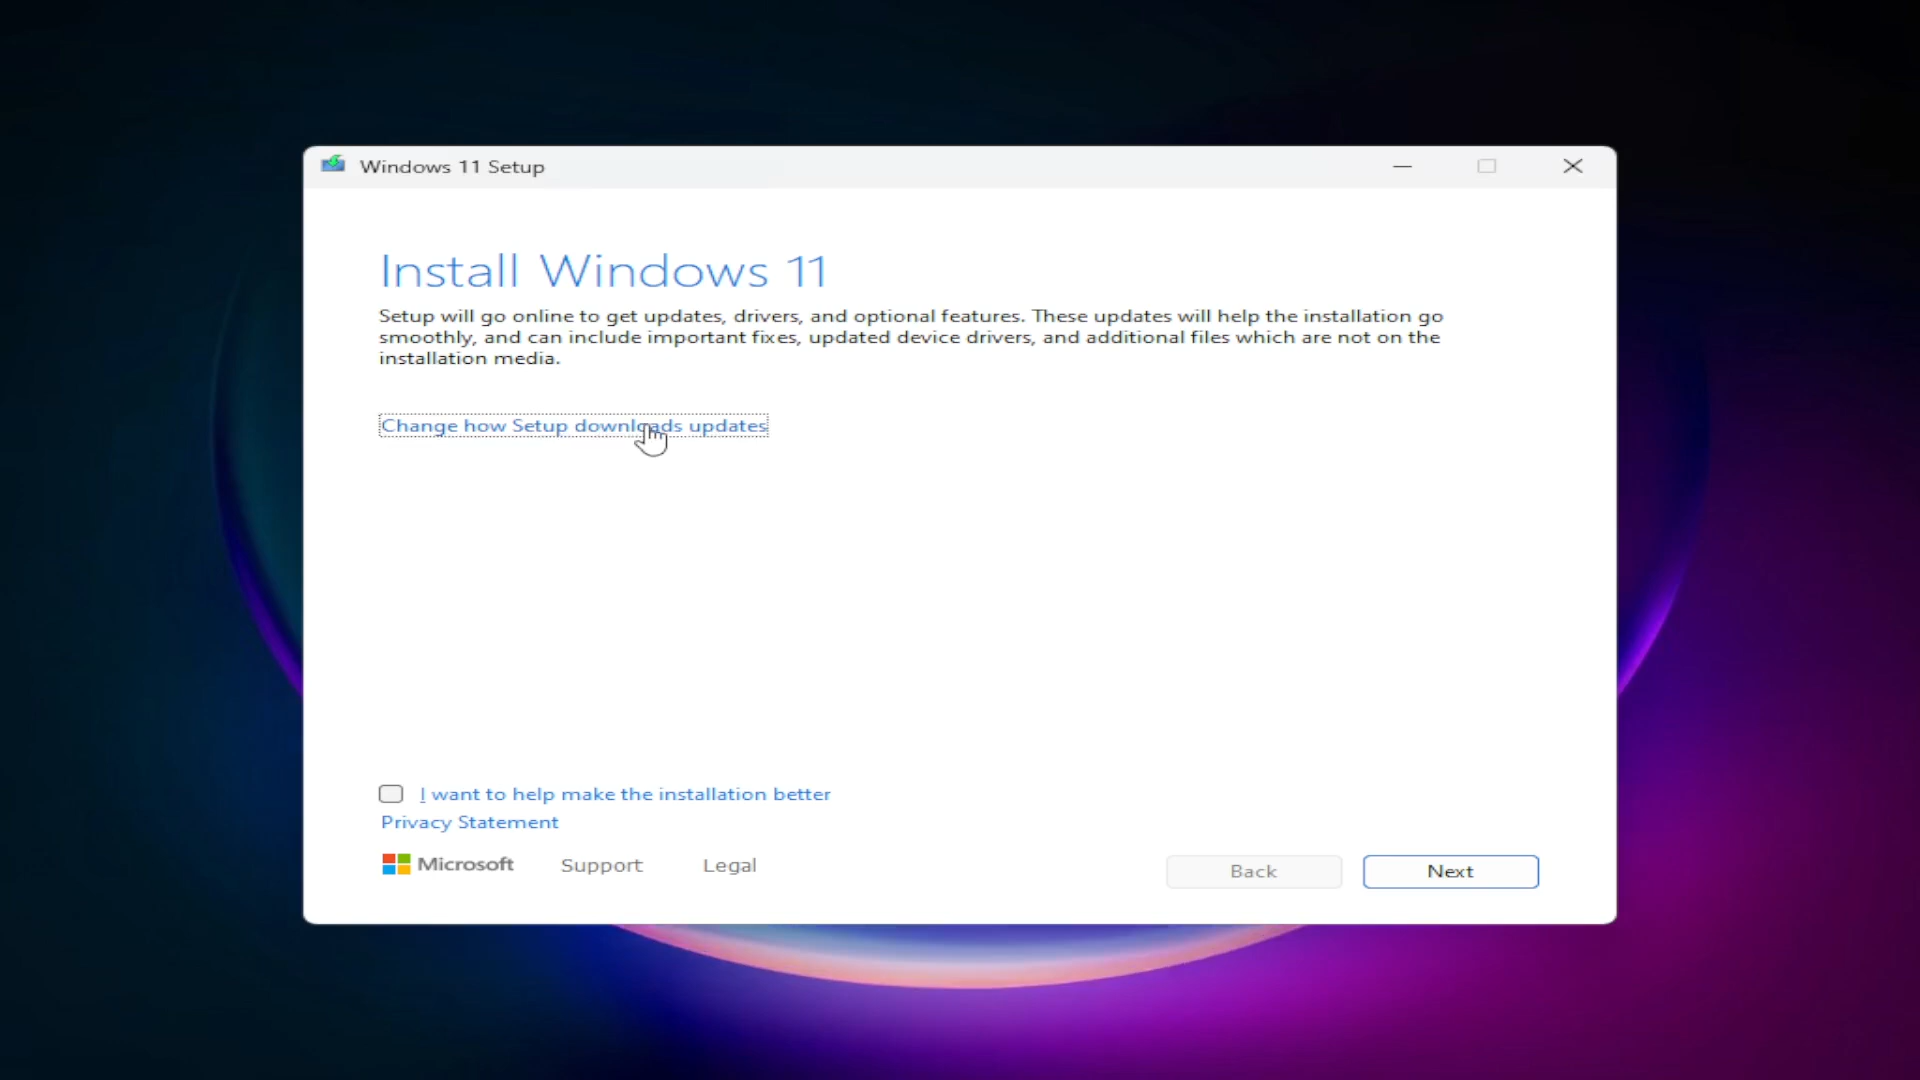 Windows 11 Setup
Install Windows 11
Setup will go online to get updates, drivers, and optional features. These updates will help the installation go
smoothly, and can include important fixes, updated device drivers, and additional files which are not on the
installation media.
Change how Setup downloads updates
I want to help make the installation better
Privacy Statement
Microsoft Support Legal
Back Next